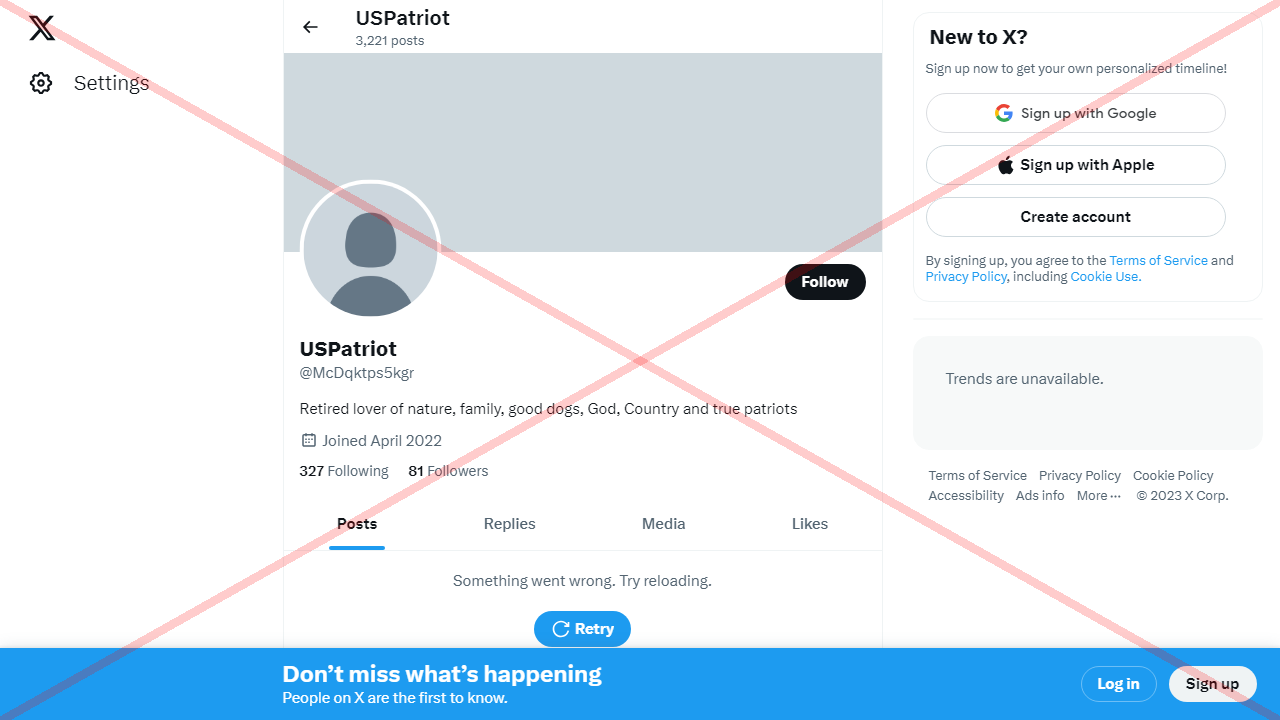 Settings
USPatriot
3,221 posts
Follow
USPatriot
@McDqktps5kgr
Retired lover of nature, family, good dogs, God, Country and true patriots
Joined April 2022
327 Following 81 Followers
Posts Replies Media Likes
Something went wrong. Try reloading.
Retry
New to X?
Sign up now to get your own personalized timeline!
Sign up with Google
Sign up with Apple
Create account
By signing up, you agree to the Terms of Service and
Privacy Policy, including Cookie Use.
Trends are unavailable.
Terms of Service Privacy Policy Cookie Policy
Accessibility Ads info More ··· © 2023 X Corp.
Don’t miss what’s happening
People on X are the first to know.
Log in Sign up